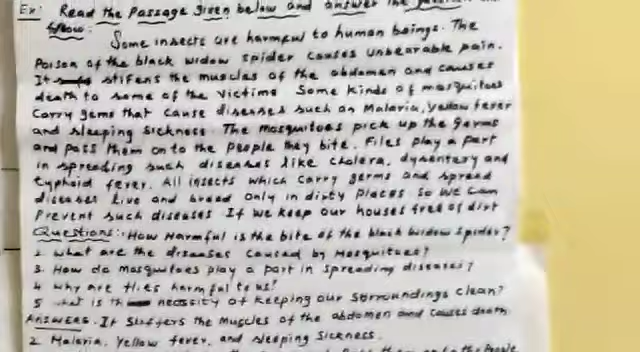 Ex: Read the Passage given below and answer the
below:
Some insects are harmful to human beings. The
Poison of the black widow spider causes unbearable pain.
It stifens the muscles of the abdomen and causes
death to some of the victims Some kinds of mosquitoes
Carry gems that cause diseases such as Malaria, yellow fever
and sleeping sickness. The mosquitoes pick up the germs
and pass them on to the people they bite. Flies play a part
in spreading such diseases like cholera, dysentery and
typhoid fever. All insects which carry germs and spread
diseases live and breed only in dirty places so we can
Prevent such diseases If we keep our houses free of dirt
Questions: How Harmful is the bite of the black widow spider?
2 What are the diseases caused by Mosquitoes?
3. How do mosquitoes play a part in spreading diseases?
4 why are flies harmful to us?
5 what is the necessity of keeping our surroundings clean?
Answers. It stiffens the Muscles of the abdomen and causes death
2. Malaria, Yellow fever, and sleeping sickness.
them on to the People